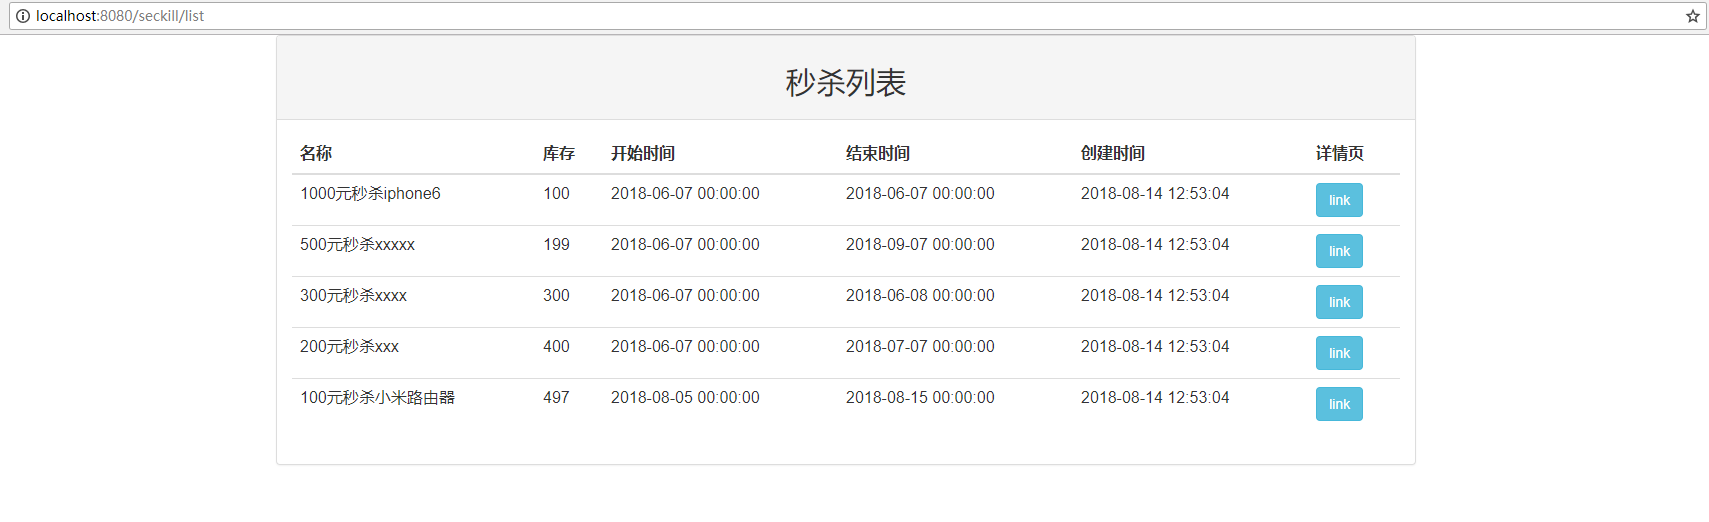 localhost:8080/seckill/list
秒杀列表
名称 库存 开始时间 结束时间 创建时间 详情页
1000元秒杀iphone6 100 2018-06-07 00:00:00 2018-06-07 00:00:00 2018-08-14 12:53:04 link
500元秒杀xxxxx 199 2018-06-07 00:00:00 2018-09-07 00:00:00 2018-08-14 12:53:04 link
300元秒杀xxxx 300 2018-06-07 00:00:00 2018-06-08 00:00:00 2018-08-14 12:53:04 link
200元秒杀xxx 400 2018-06-07 00:00:00 2018-07-07 00:00:00 2018-08-14 12:53:04 link
100元秒杀小米路由器 497 2018-08-05 00:00:00 2018-08-15 00:00:00 2018-08-14 12:53:04 link